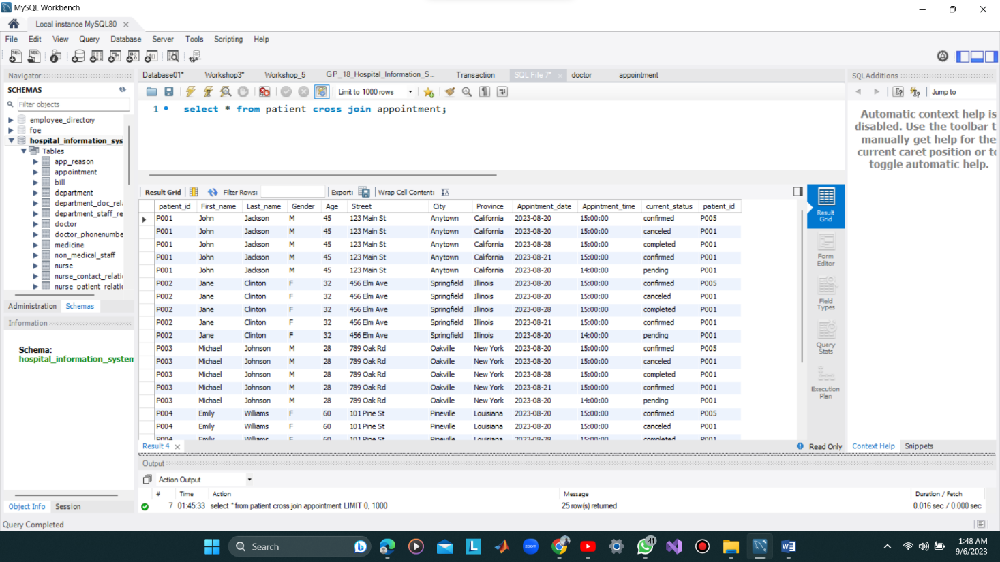 MySQL Workbench
Local instance MySQL80
File Edit View Query Database Server Tools Scripting Help
Navigator
SCHEMAS
Filter objects
employee_directory
foe
hospital_information_sys
Tables
app_reason
appointment
bill
department
department_doc_rela
department_staff_re
doctor
doctor_phonenumbe
medicine
non_medical_staff
nurse
nurse_contact_relatio
nurse_patient_relatio
Administration Schemas
Information
Schema:
hospital_information_system
Object Info Session
Query Completed
Database01* Workshop3* Workshop_5 GP_18_Hospital_Information_S... Transaction SQL File 7* doctor appointment
Limit to 1000 rows
1 select * from patient cross join appointment;
Result Grid Filter Rows: Export: Wrap Cell Content:
patient_id First_name Last_name Gender Age Street City Province Appintment_date Appintment_time current_status patient_id
P001 John Jackson M 45 123 Main St Anytown California 2023-08-20 15:00:00 confirmed P005
P001 John Jackson M 45 123 Main St Anytown California 2023-08-20 15:00:00 canceled P001
P001 John Jackson M 45 123 Main St Anytown California 2023-08-28 15:00:00 completed P001
P001 John Jackson M 45 123 Main St Anytown California 2023-08-21 15:00:00 confirmed P001
P001 John Jackson M 45 123 Main St Anytown California 2023-08-20 14:00:00 pending P001
P002 Jane Clinton F 32 456 Elm Ave Springfield Illinois 2023-08-20 15:00:00 confirmed P005
P002 Jane Clinton F 32 456 Elm Ave Springfield Illinois 2023-08-20 15:00:00 canceled P001
P002 Jane Clinton F 32 456 Elm Ave Springfield Illinois 2023-08-28 15:00:00 completed P001
P002 Jane Clinton F 32 456 Elm Ave Springfield Illinois 2023-08-21 15:00:00 confirmed P001
P002 Jane Clinton F 32 456 Elm Ave Springfield Illinois 2023-08-20 14:00:00 pending P001
P003 Michael Johnson M 28 789 Oak Rd Oakville New York 2023-08-20 15:00:00 confirmed P005
P003 Michael Johnson M 28 789 Oak Rd Oakville New York 2023-08-20 15:00:00 canceled P001
P003 Michael Johnson M 28 789 Oak Rd Oakville New York 2023-08-28 15:00:00 completed P001
P003 Michael Johnson M 28 789 Oak Rd Oakville New York 2023-08-21 15:00:00 confirmed P001
P003 Michael Johnson M 28 789 Oak Rd Oakville New York 2023-08-20 14:00:00 pending P001
P004 Emily Williams F 60 101 Pine St Pineville Louisiana 2023-08-20 15:00:00 confirmed P005
P004 Emily Williams F 60 101 Pine St Pineville Louisiana 2023-08-20 15:00:00 canceled P001
P004 Emily Williams F 60 101 Pine St Pineville Louisiana 2023-08-28 15:00:00 completed P001
Result 4
Read Only
Result
Grid
Form
Editor
Field
Types
Query
Stats
Execution
Plan
SQLAdditions
Jump to
Automatic context help is
disabled. Use the toolbar t
manually get help for the
current caret position or to
toggle automatic help.
Context Help Snippets
Output
Action Output
# Time Action Message Duration / Fetch
7 01:45:33 select * from patient cross join appointment LIMIT 0, 1000 25 row(s) returned 0.016 sec / 0.000 sec
Search
zoom
41
1:48 AM
9/6/2023